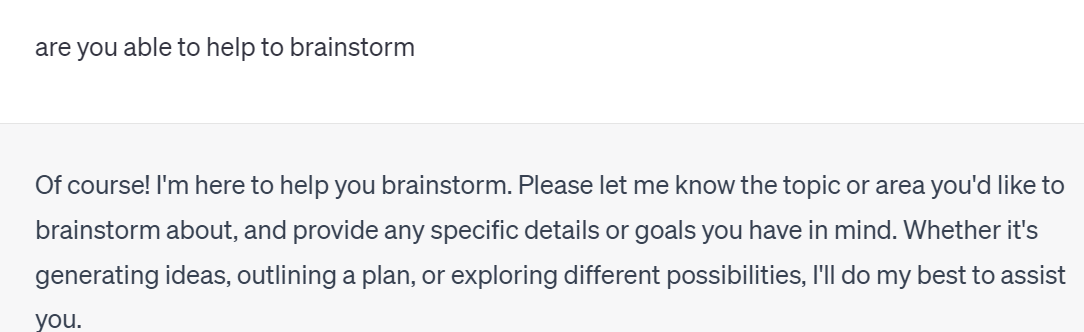 are you able to help to brainstorm
Of course! I'm here to help you brainstorm. Please let me know the topic or area you'd like to
brainstorm about, and provide any specific details or goals you have in mind. Whether it's
generating ideas, outlining a plan, or exploring different possibilities, I'll do my best to assist
you.